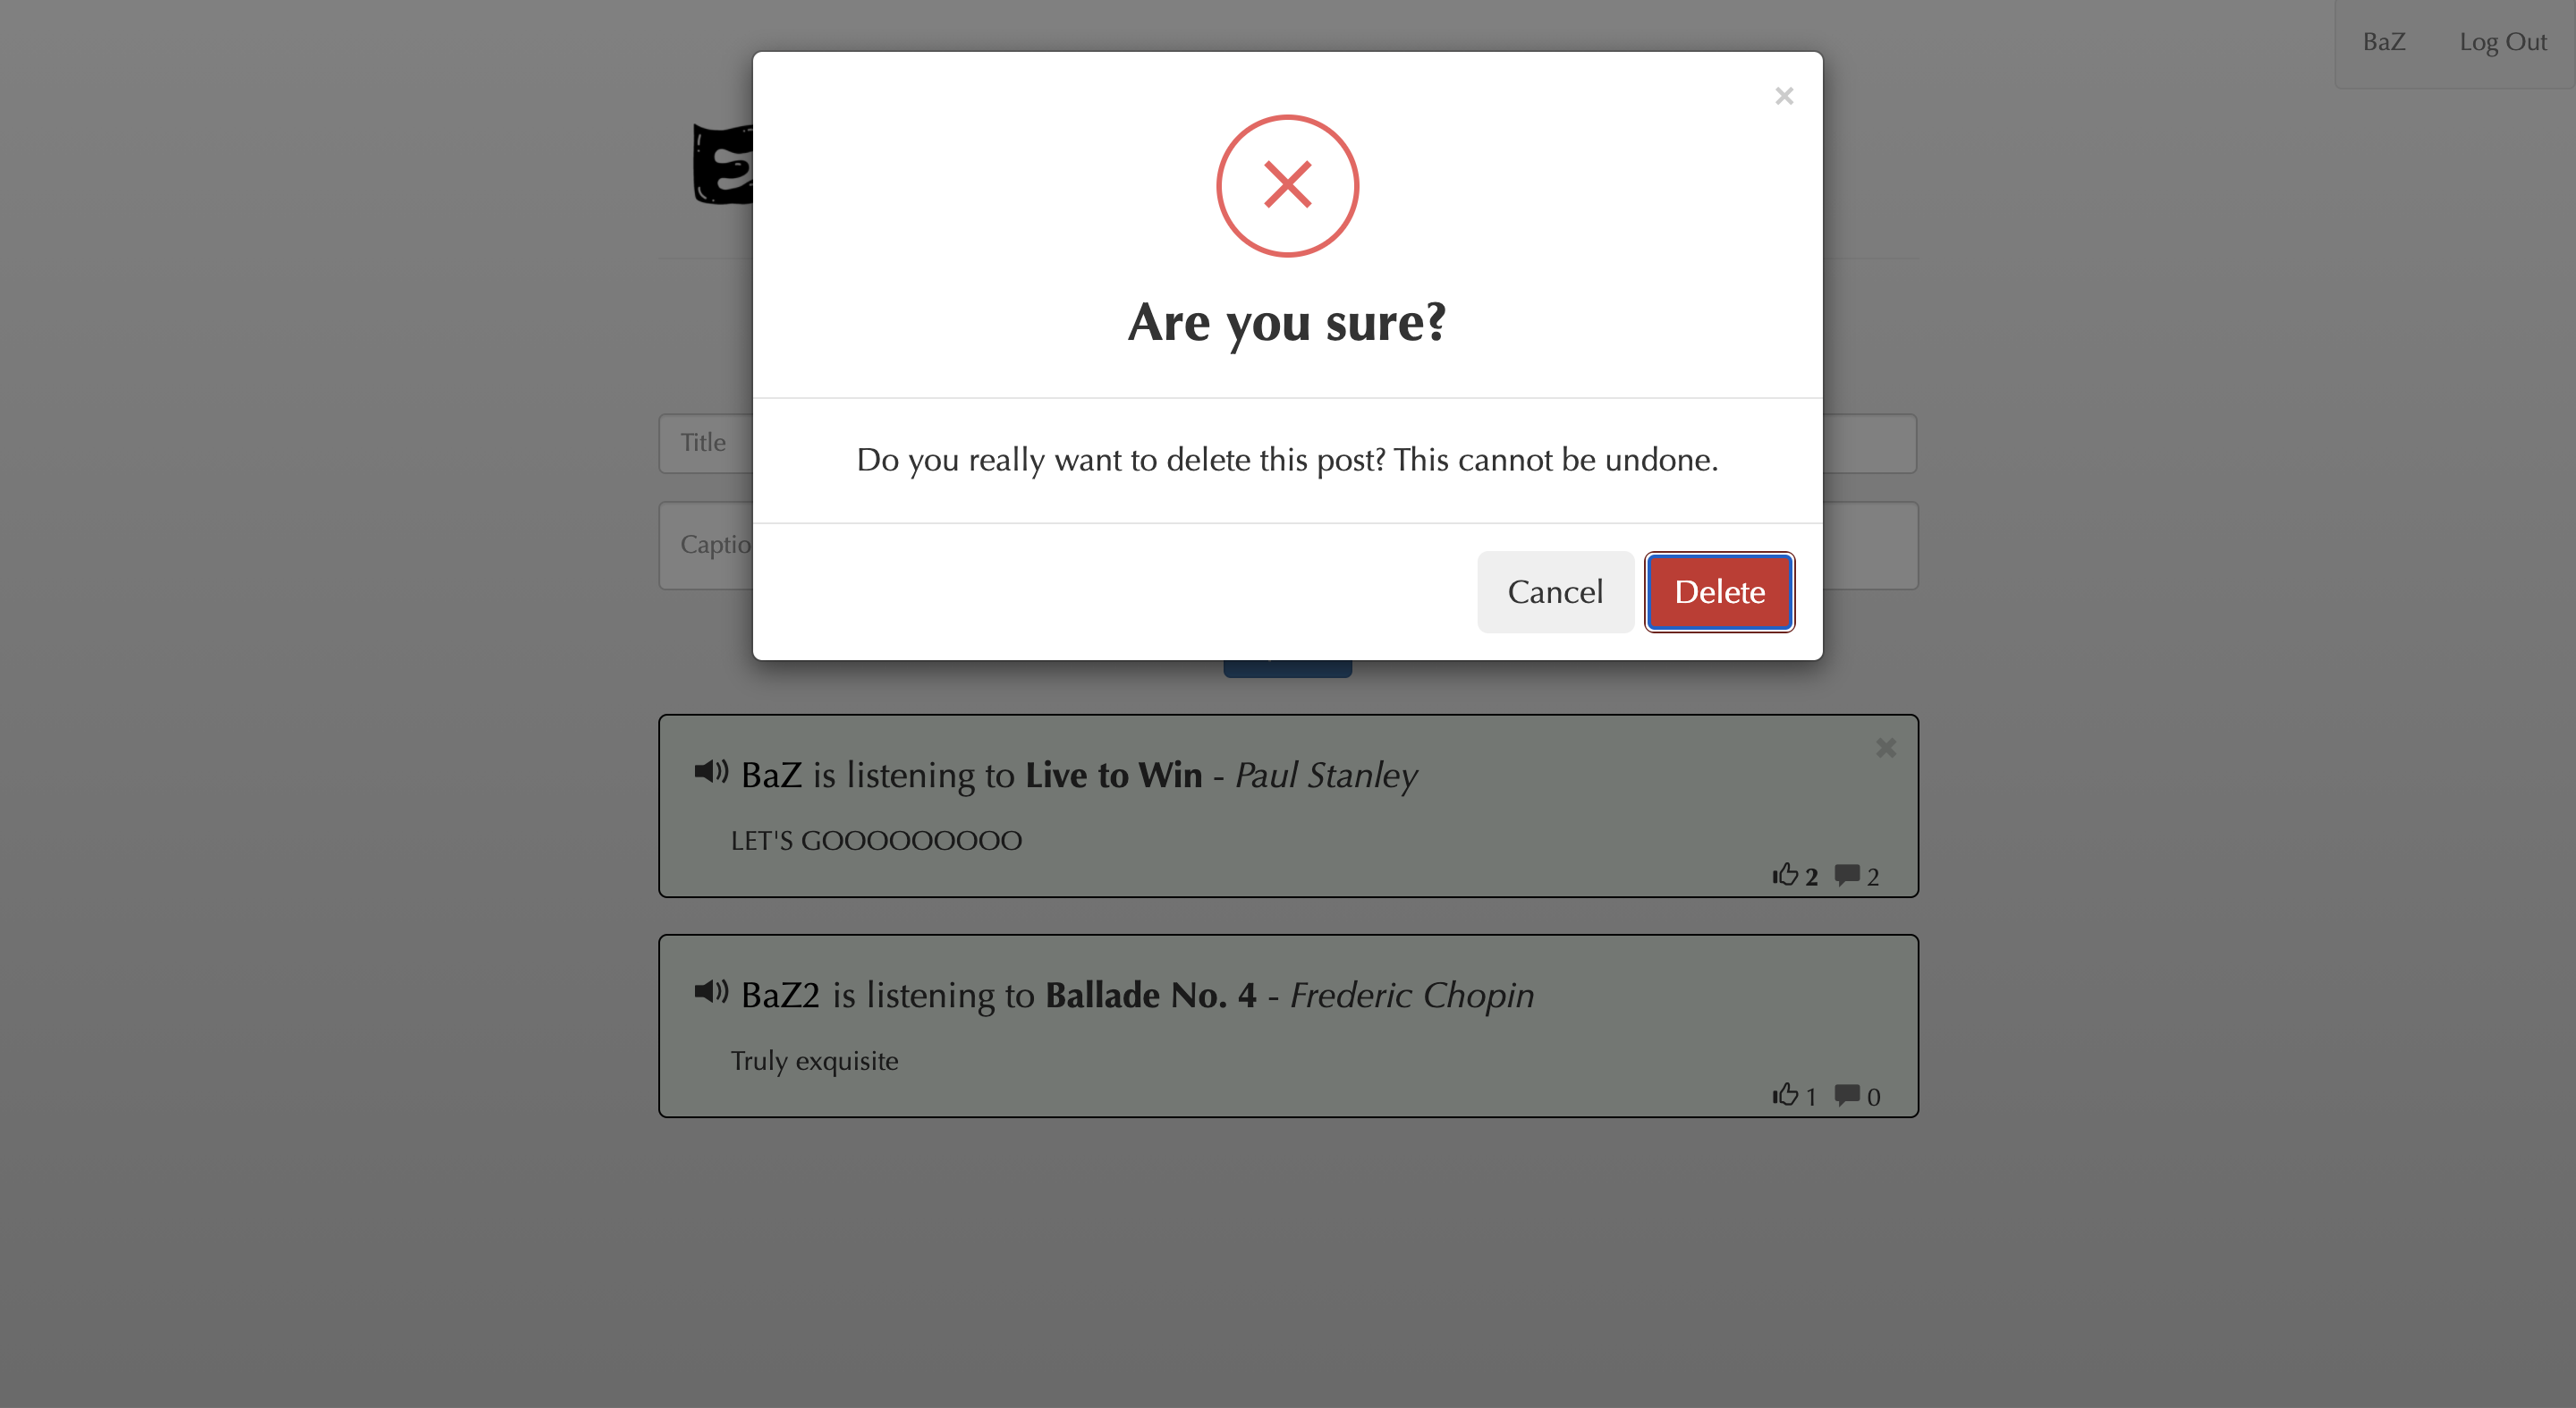 BaZ Log Out
×
Are you sure?
Title
Do you really want to delete this post? This cannot be undone.
Captio
Cancel Delete
BaZ is listening to Live to Win - Paul Stanley
LET'S GOOOOOOOOO
2 2
BaZ2 is listening to Ballade No. 4 - Frederic Chopin
Truly exquisite
1 0